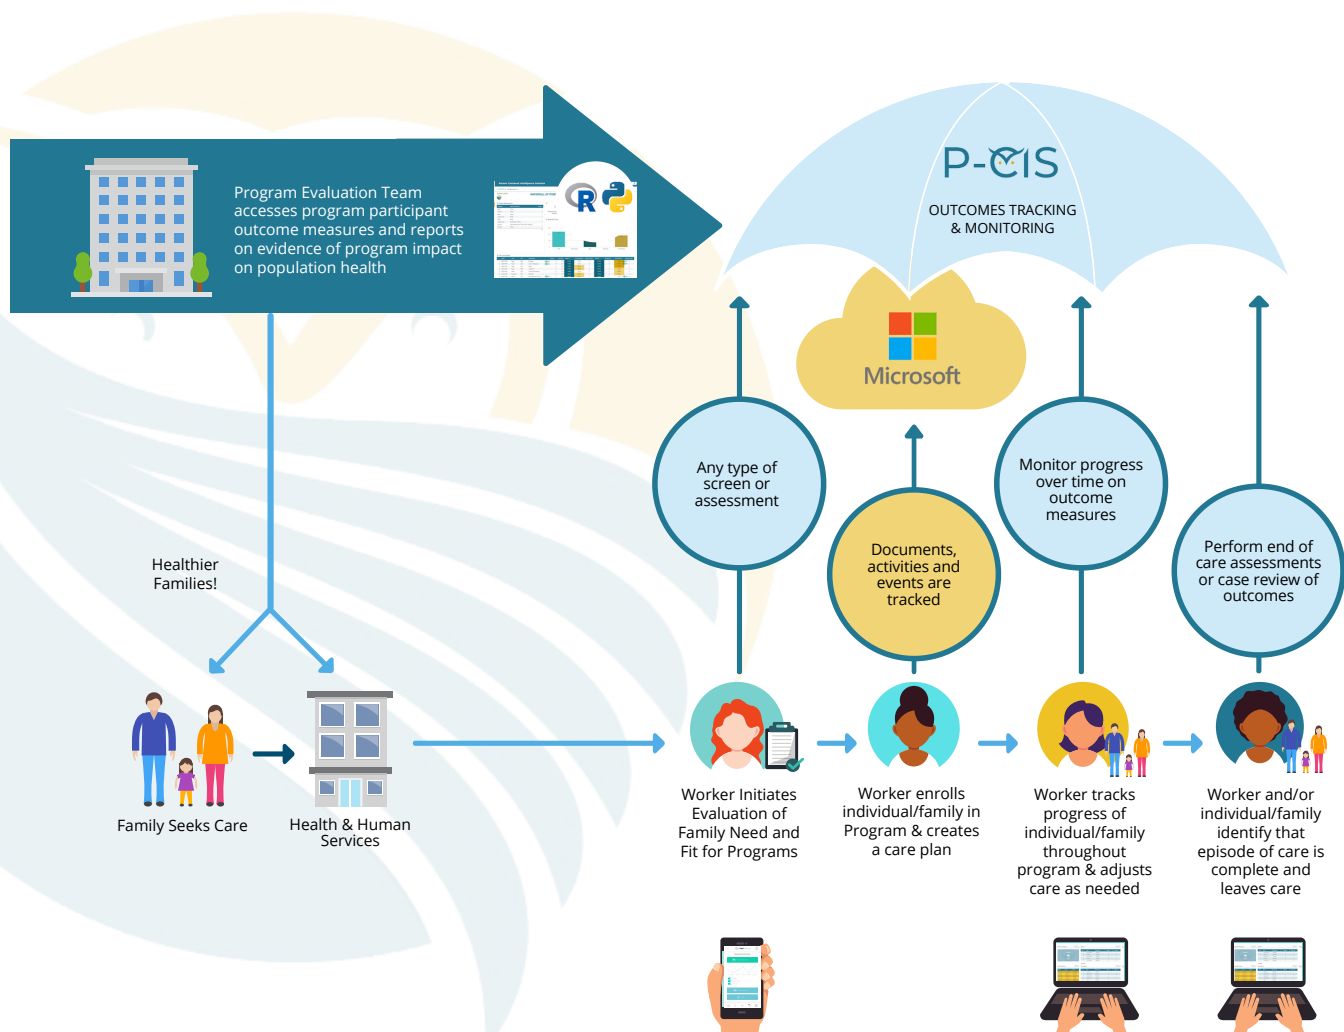 Program Evaluation Team
accesses program participant
outcome measures and reports
on evidence of program impact
on population health
R
P-CIS
OUTCOMES TRACKING
& MONITORING
Microsoft
Any type of
screen or
assessment
Documents,
activities and
events are
tracked
Monitor progress
over time on
outcome
measures
Perform end of
care assessments
or case review of
outcomes
Healthier
Families!
Family Seeks Care
Health & Human
Services
Worker Initiates
Evaluation of
Family Need and
Fit for Programs
Worker enrolls
individual/family in
Program & creates
a care plan
Worker tracks
progress of
individual/family
throughout
program & adjusts
care as needed
Worker and/or
individual/family
identify that
episode of care is
complete and
leaves care